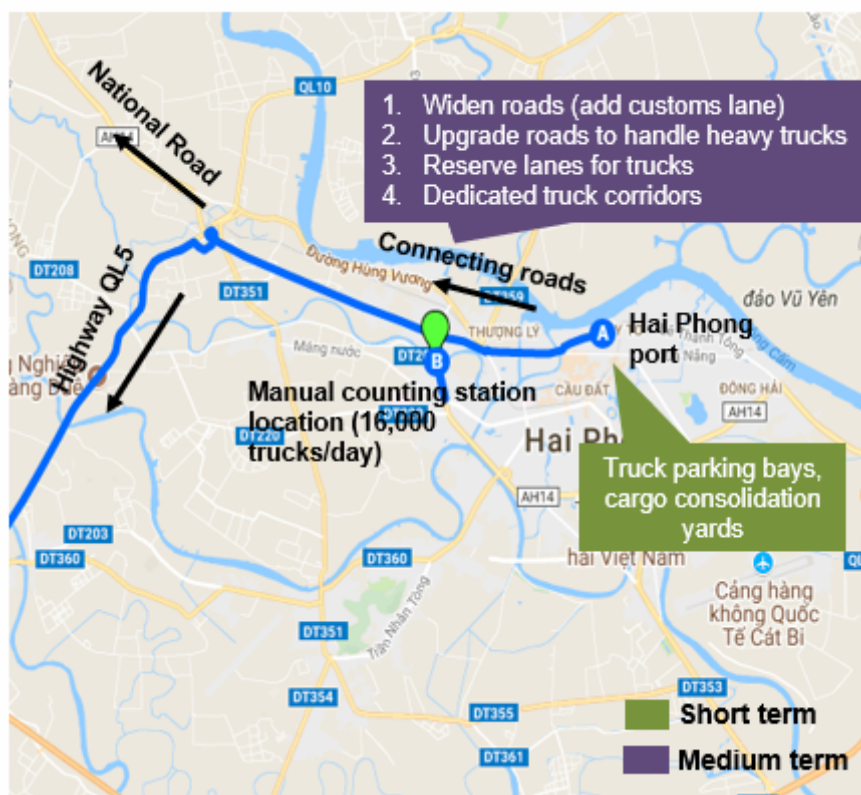 National Road
AH14
QL10
1. Widen roads (add customs lane)
2. Upgrade roads to handle heavy trucks
3. Reserve lanes for trucks
4. Dedicated truck corridors
Connecting roads
Đường Hùng Vương
DT208
DT351
DT359
đảo Vũ Yên
Highway QL5
THƯỢNG LÝ
A
Hai Phong
port
Máng nước
B
CẦU ĐẤT
ĐÔNG HẢI
AH14
Manual counting station
location (16,000
trucks/day)
DT220
Truck parking bays,
cargo consolidation
yards
AH14
DT203
DT360
DT360
hải Việt Nam
Cảng hàng
không Quốc
Tế Cát Bi
Trần Nhân Tông
DT351
DT354
DT353
DT355
DT361
Short term
Medium term